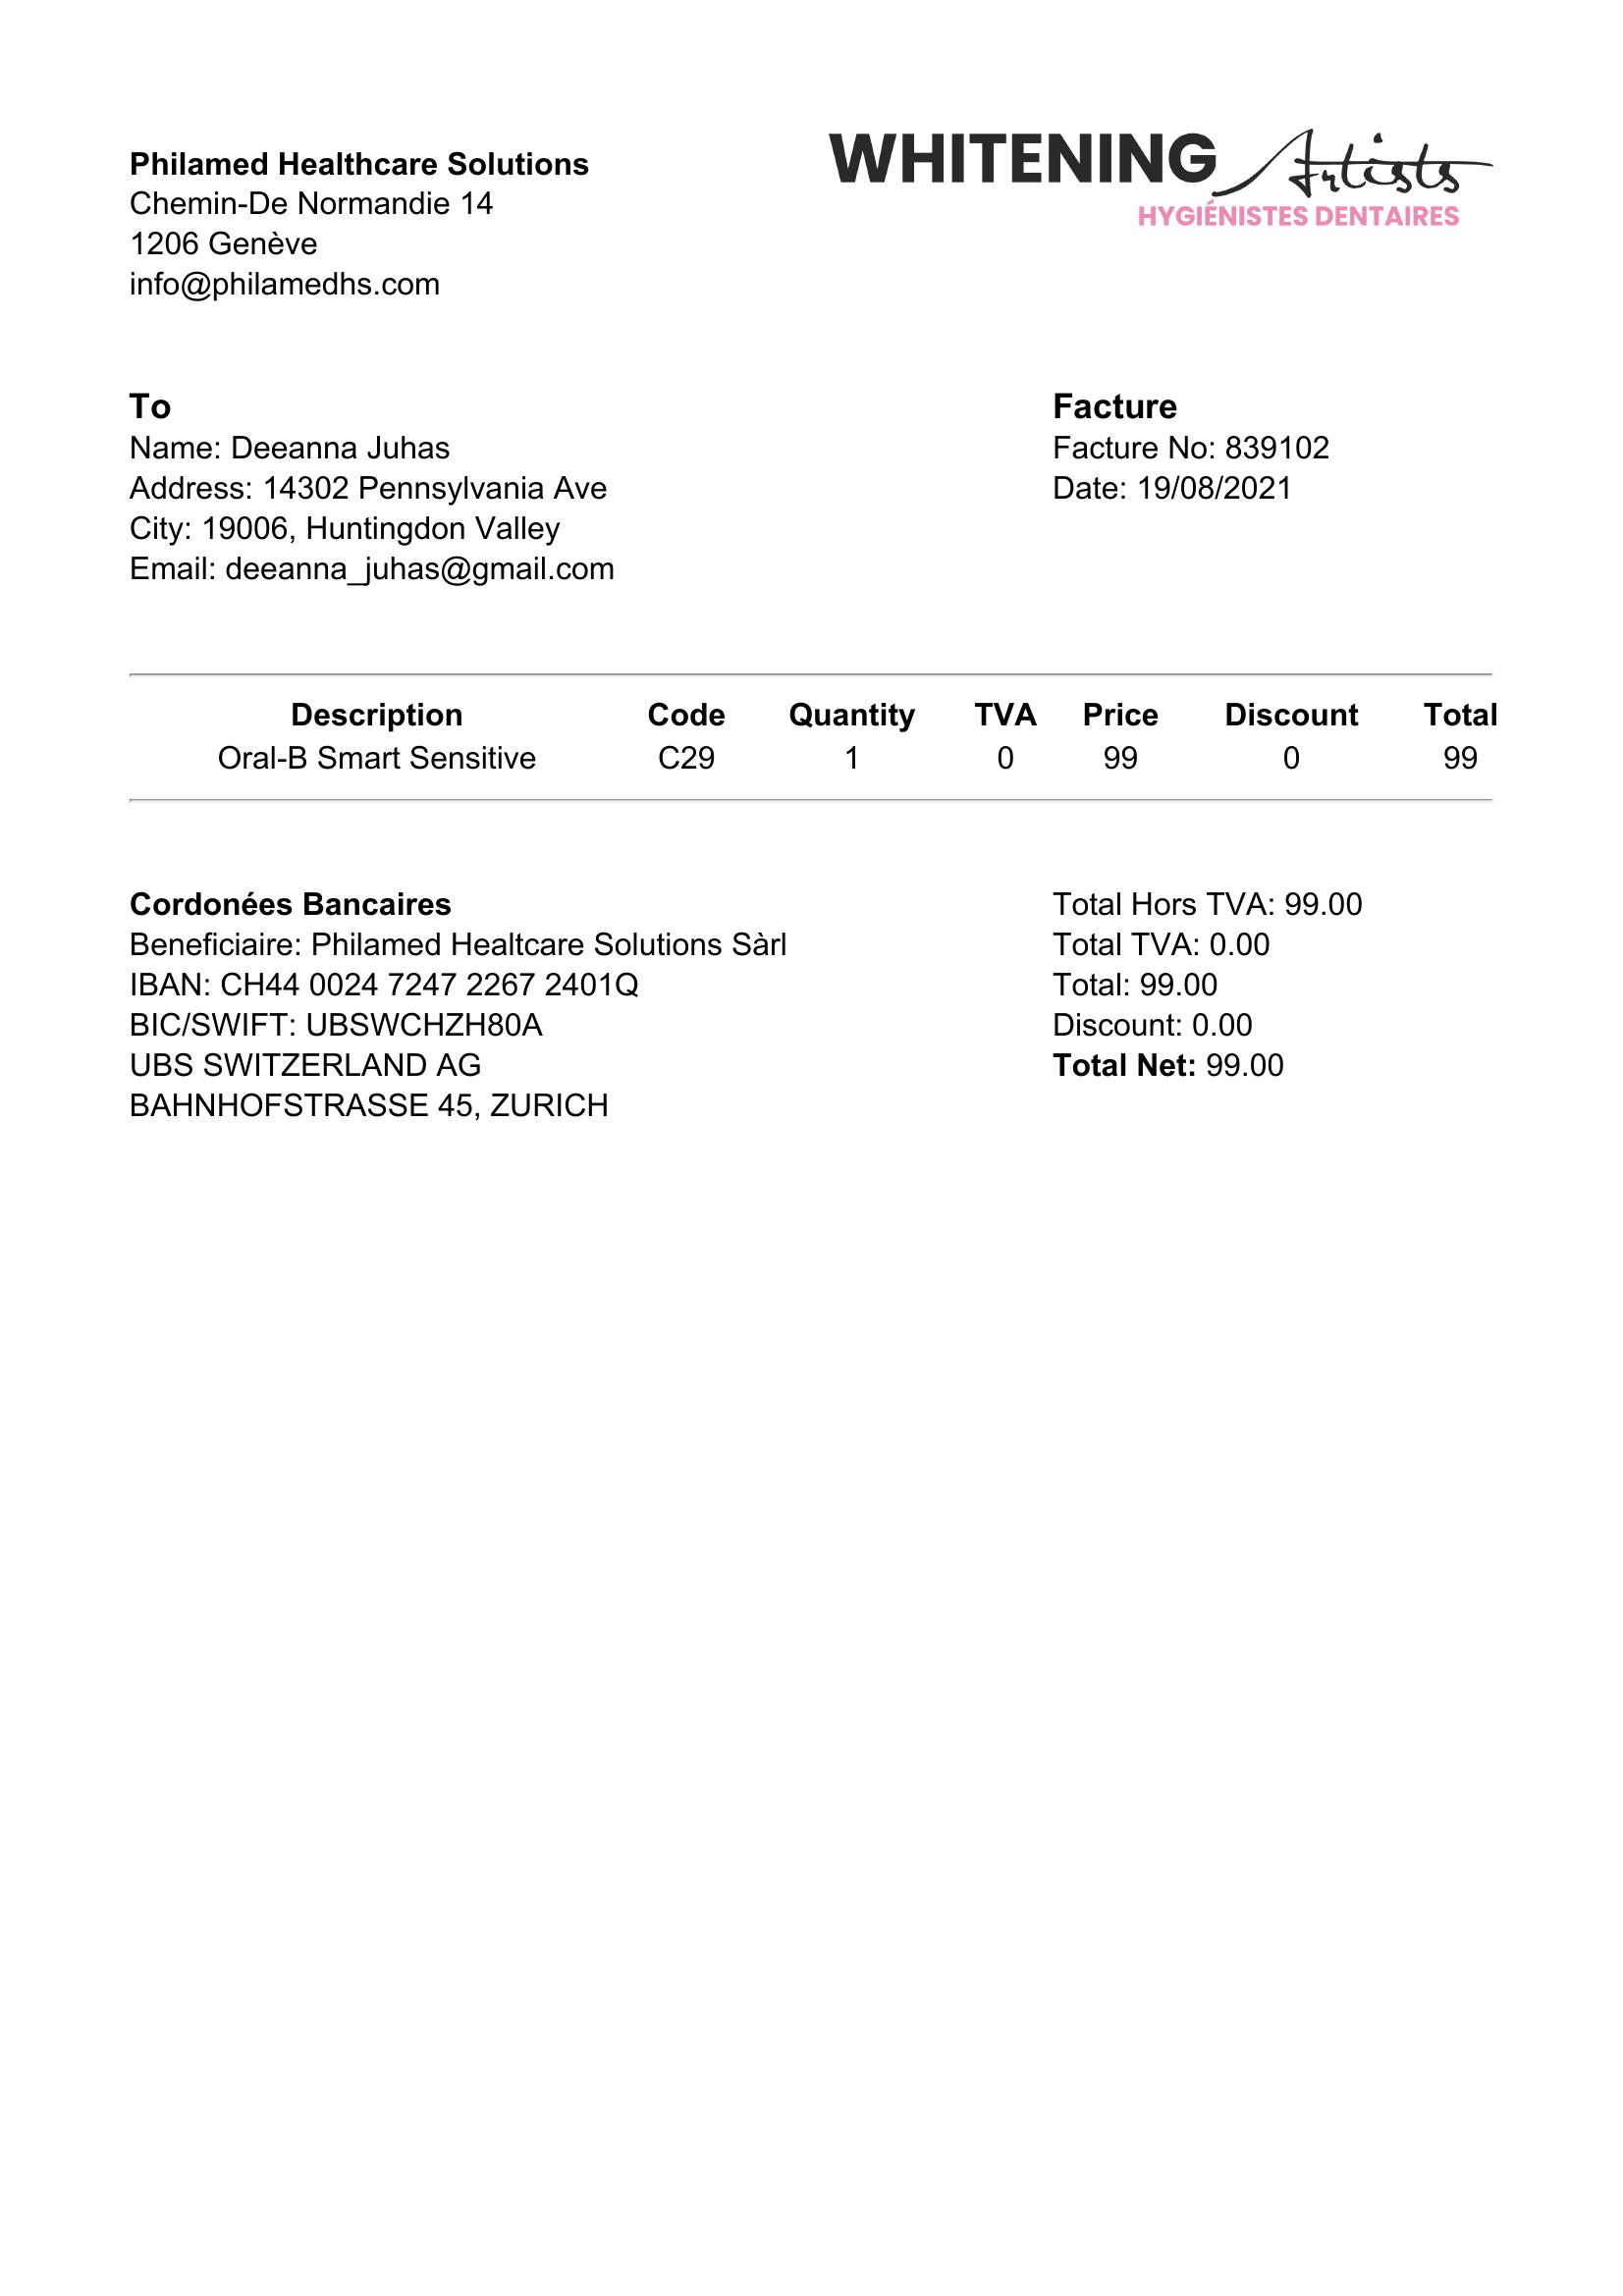 Philamed Healthcare Solutions
Chemin-De Normandie 14
1206 Genève
info@philamedhs.com
WHITENING Artists
HYGIÉNISTES DENTAIRES
To
Name: Deeanna Juhas
Address: 14302 Pennsylvania Ave
City: 19006, Huntingdon Valley
Email: deeanna_juhas@gmail.com
Facture
Facture No: 839102
Date: 19/08/2021
Description Code Quantity TVA Price Discount Total
Oral-B Smart Sensitive C29 1 0 99 0 99
Cordonées Bancaires
Beneficiaire: Philamed Healtcare Solutions Sàrl
IBAN: CH44 0024 7247 2267 2401Q
BIC/SWIFT: UBSWCHZH80A
UBS SWITZERLAND AG
BAHNHOFSTRASSE 45, ZURICH
Total Hors TVA: 99.00
Total TVA: 0.00
Total: 99.00
Discount: 0.00
Total Net: 99.00